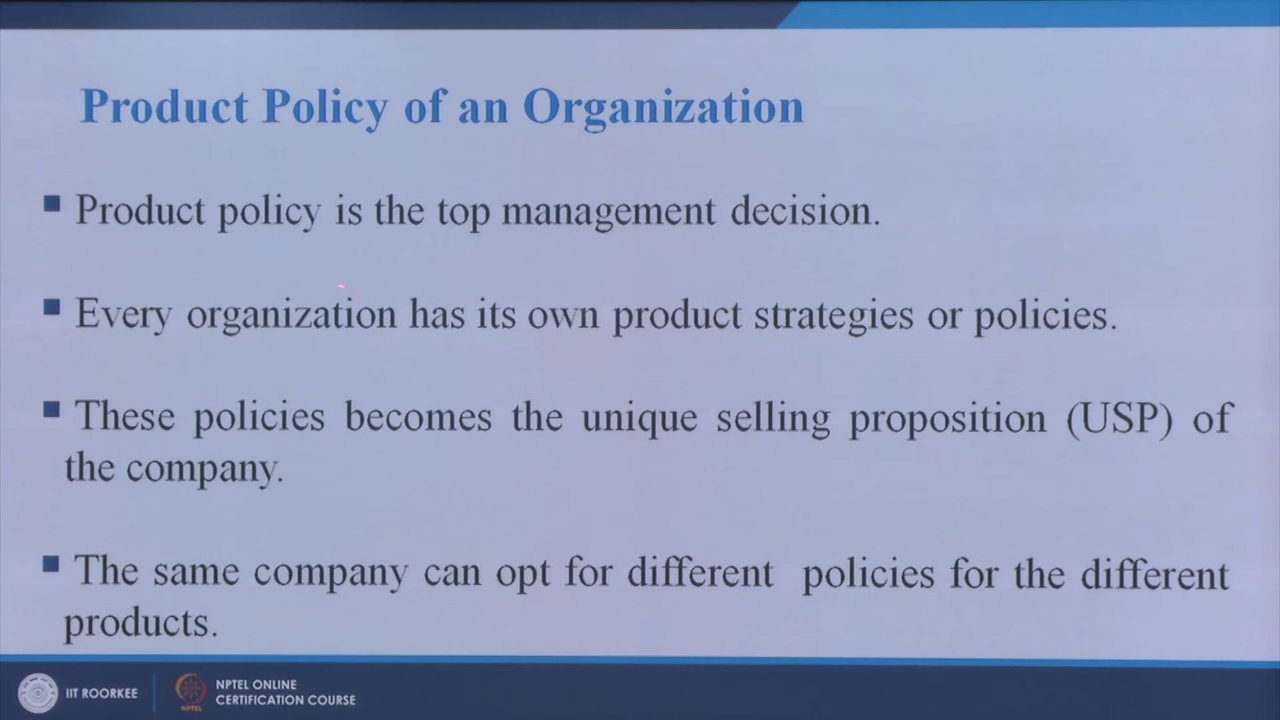 Product Policy of an Organization
▪ Product policy is the top management decision.
▪ Every organization has its own product strategies or policies.
▪ These policies becomes the unique selling proposition (USP) of
the company.
▪ The same company can opt for different policies for the different
products.
IIT ROORKEE
NPTEL
NPTEL ONLINE
CERTIFICATION COURSE